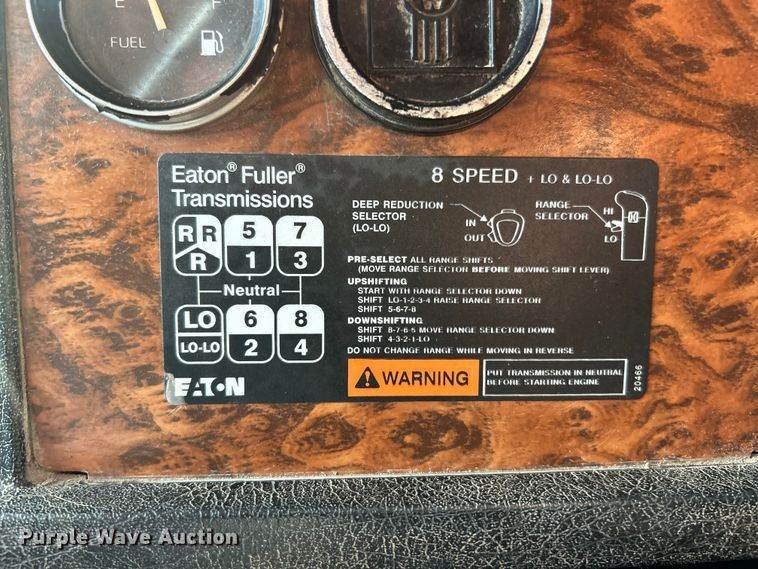 E F
FUEL
Eaton® Fuller®
Transmissions
8 SPEED + LO & LO-LO
DEEP REDUCTION
SELECTOR
(LO-LO)
IN
OUT
RANGE
SELECTOR
HI
LO
R R
R
5
1
7
3
Neutral
LO
LO-LO
6
2
8
4
PRE-SELECT ALL RANGE SHIFTS
(MOVE RANGE SELECTOR BEFORE MOVING SHIFT LEVER)
UPSHIFTING
START WITH RANGE SELECTOR DOWN
SHIFT LO-1-2-3-4 RAISE RANGE SELECTOR
SHIFT 5-6-7-8
DOWNSHIFTING
SHIFT 8-7-6-5 MOVE RANGE SELECTOR DOWN
SHIFT 4-3-2-1-LO
DO NOT CHANGE RANGE WHILE MOVING IN REVERSE
EATON
WARNING
PUT TRANSMISSION IN NEUTRAL
BEFORE STARTING ENGINE
20466
Purple Wave Auction